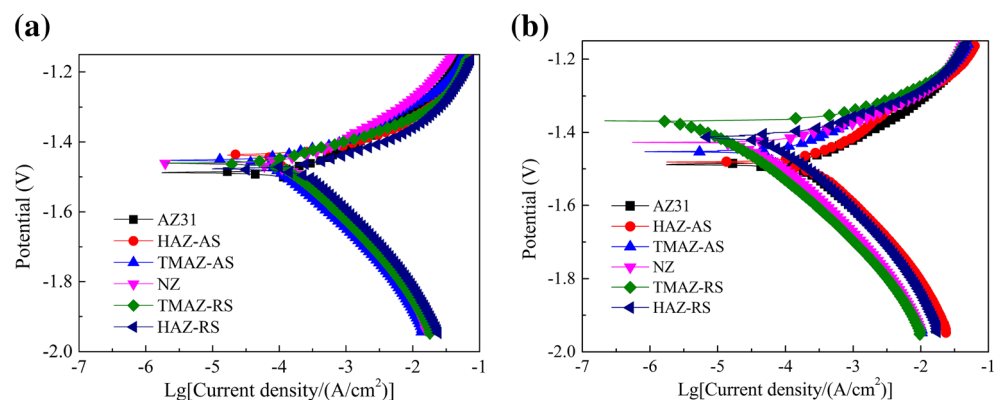 (a)
-1.2
-1.4
-1.6
-1.8
-2.0
Potential (V)
AZ31
HAZ-AS
TMAZ-AS
NZ
TMAZ-RS
HAZ-RS
-7 -6 -5 -4 -3 -2 -1
Lg[Current density/(A/cm²)]
(b)
-1.2
-1.4
-1.6
-1.8
-2.0
Potential (V)
AZ31
HAZ-AS
TMAZ-AS
NZ
TMAZ-RS
HAZ-RS
-7 -6 -5 -4 -3 -2 -1
Lg[Current density/(A/cm²)]